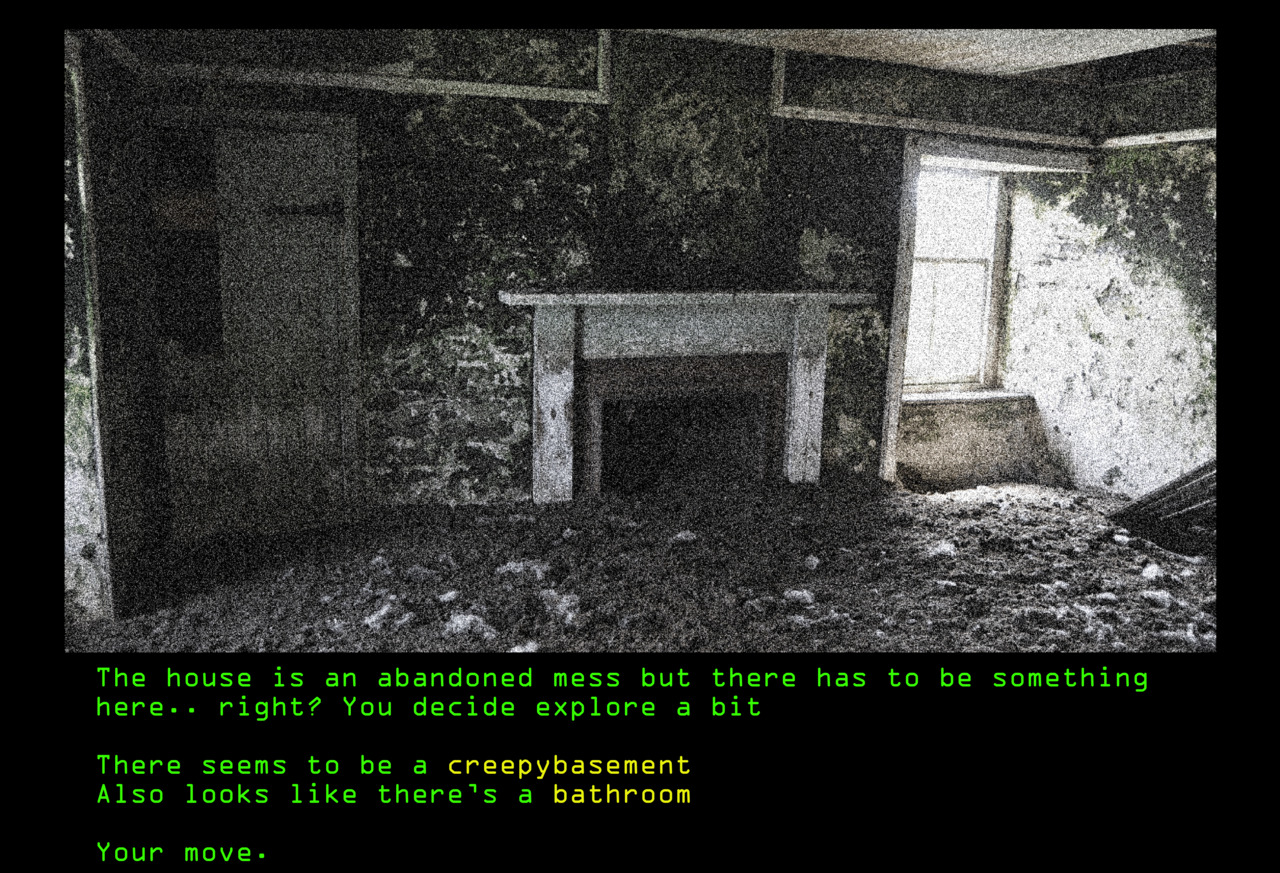 The house is an abandoned mess but there has to be something
here.. right? You decide explore a bit
There seems to be a creepybasement
Also looks like there's a bathroom
Your move.